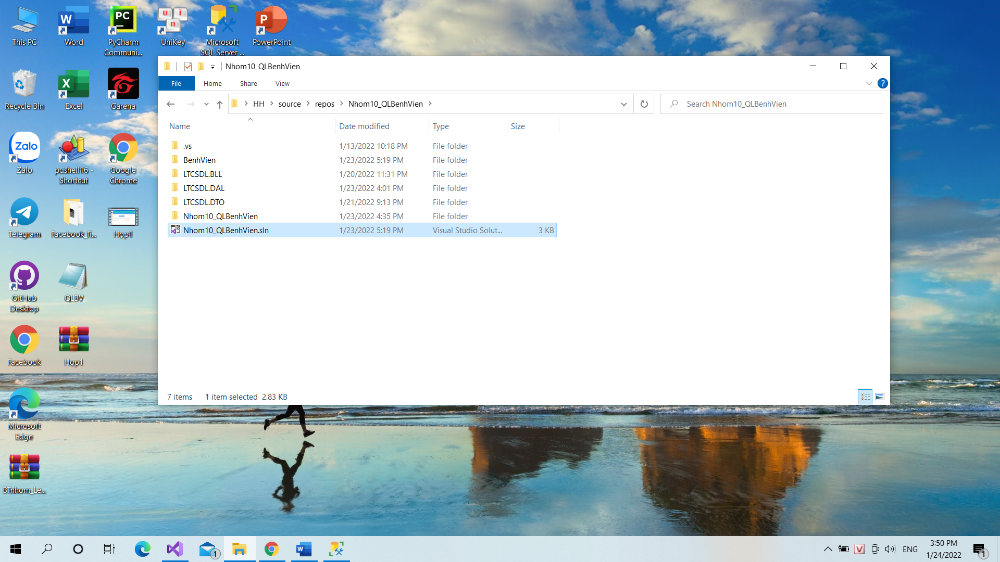 This PC
Word
PyCharm
Communi...
UniKey
Microsoft
SQL Server ...
PowerPoint
Recycle Bin
Excel
Garena
Zalo
Zalo
pdshell16 -
Shortcut
Google
Chrome
Telegram
Facebook_fi...
Họp1
GitHub
Desktop
QLBV
Facebook
Họp1
Microsoft
Edge
BTnhom_Le...
Nhom10_QLBenhVien
File Home Share View
HH source repos Nhom10_QLBenhVien
Search Nhom10_QLBenhVien
Name Date modified Type Size
.vs 1/13/2022 10:18 PM File folder
BenhVien 1/23/2022 5:19 PM File folder
LTCSDL.BLL 1/20/2022 11:31 PM File folder
LTCSDL.DAL 1/23/2022 4:01 PM File folder
LTCSDL.DTO 1/21/2022 9:13 PM File folder
Nhom10_QLBenhVien 1/23/2022 4:35 PM File folder
Nhom10_QLBenhVien.sln 1/23/2022 5:19 PM Visual Studio Solut... 3 KB
7 items 1 item selected 2.83 KB
1
ENG
3:50 PM
1/24/2022
1